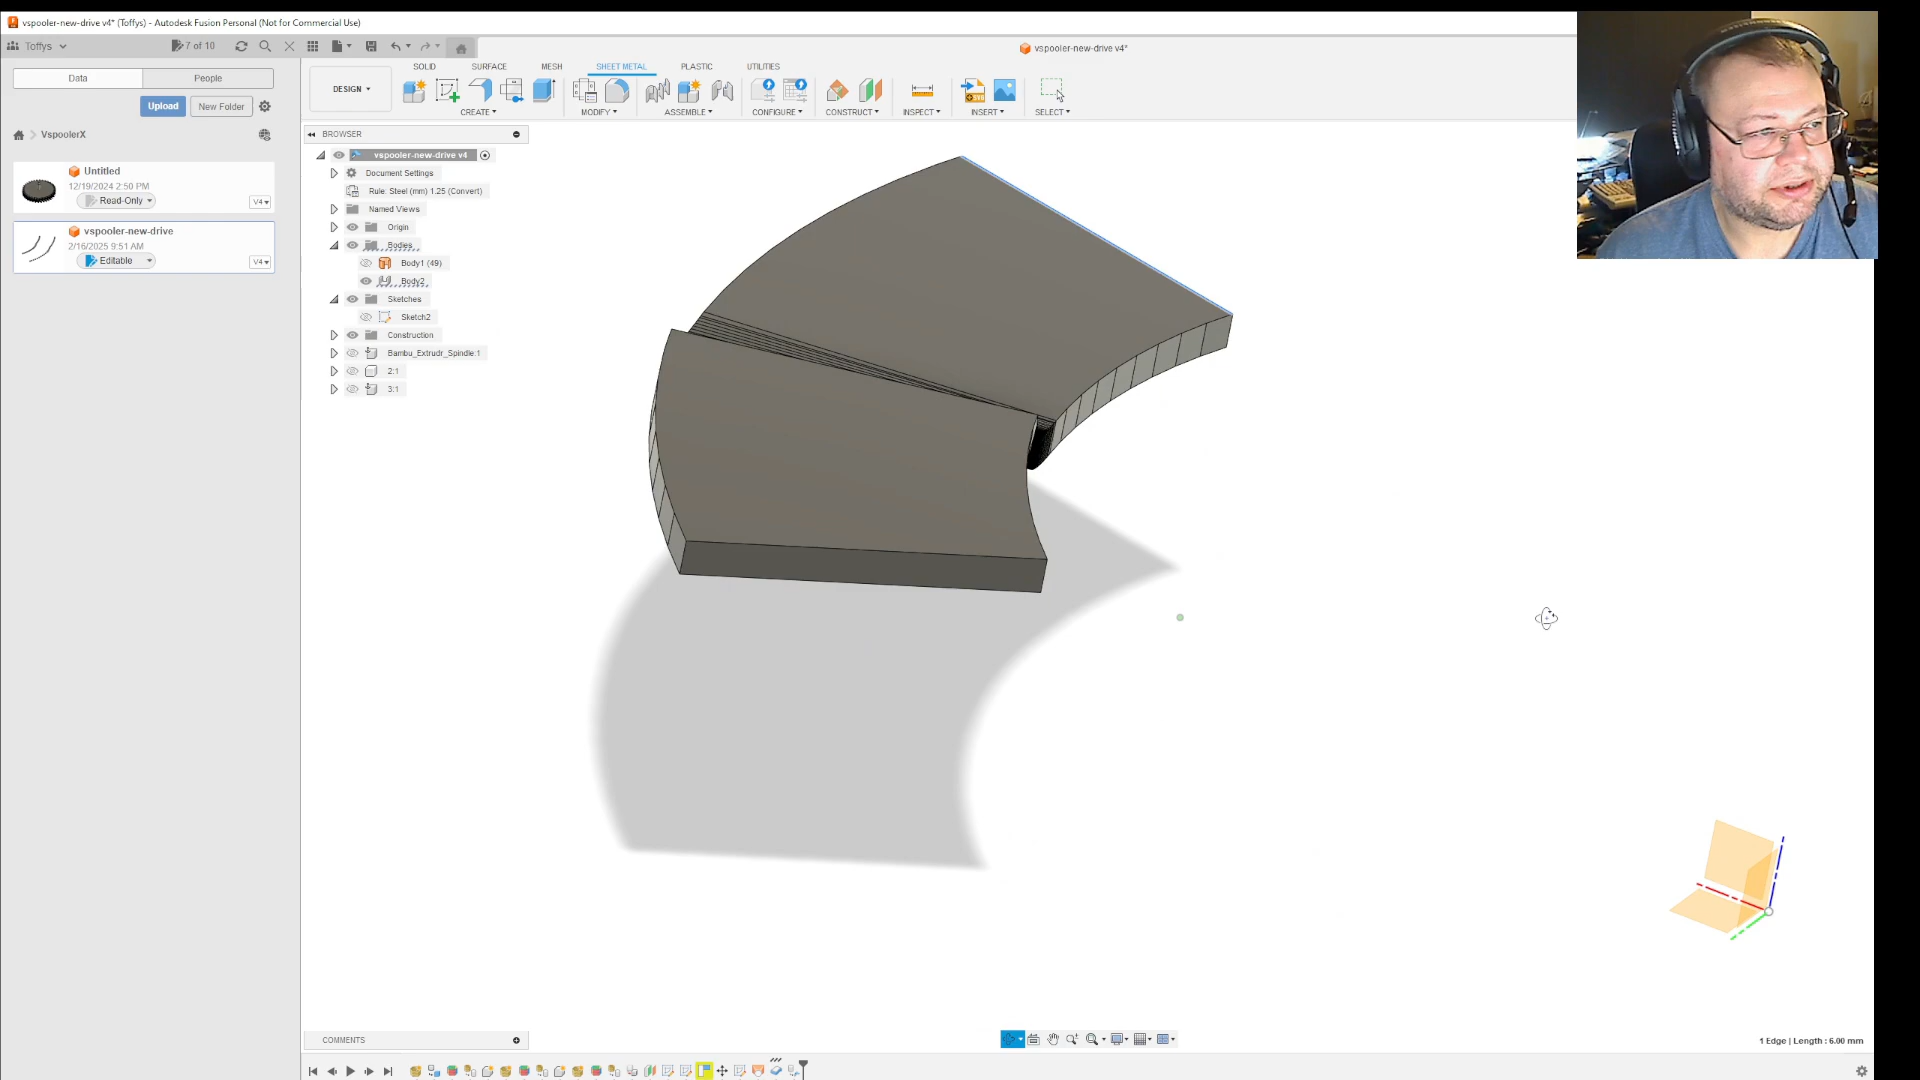 vspooler-new-drive v4* (Toffys) - Autodesk Fusion Personal (Not for Commercial Use)
Toffys
7 of 10
vspooler-new-drive v4*
Data
People
Upload
New Folder
VspoolerX
Untitled
12/19/2024 2:50 PM
Read-Only
V4
vspooler-new-drive
2/16/2025 9:51 AM
Editable
V4
SOLID
SURFACE
MESH
SHEET METAL
PLASTIC
UTILITIES
DESIGN
CREATE
MODIFY
ASSEMBLE
CONFIGURE
CONSTRUCT
INSPECT
INSERT
SELECT
BROWSER
vspooler-new-drive v4
Document Settings
Rule: Steel (mm) 1.25 (Convert)
Named Views
Origin
Bodies
Body1 (49)
Body2
Sketches
Sketch2
Construction
Bambu_Extrudr_Spindle:1
2:1
3:1
COMMENTS
1 Edge | Length : 6.00 mm